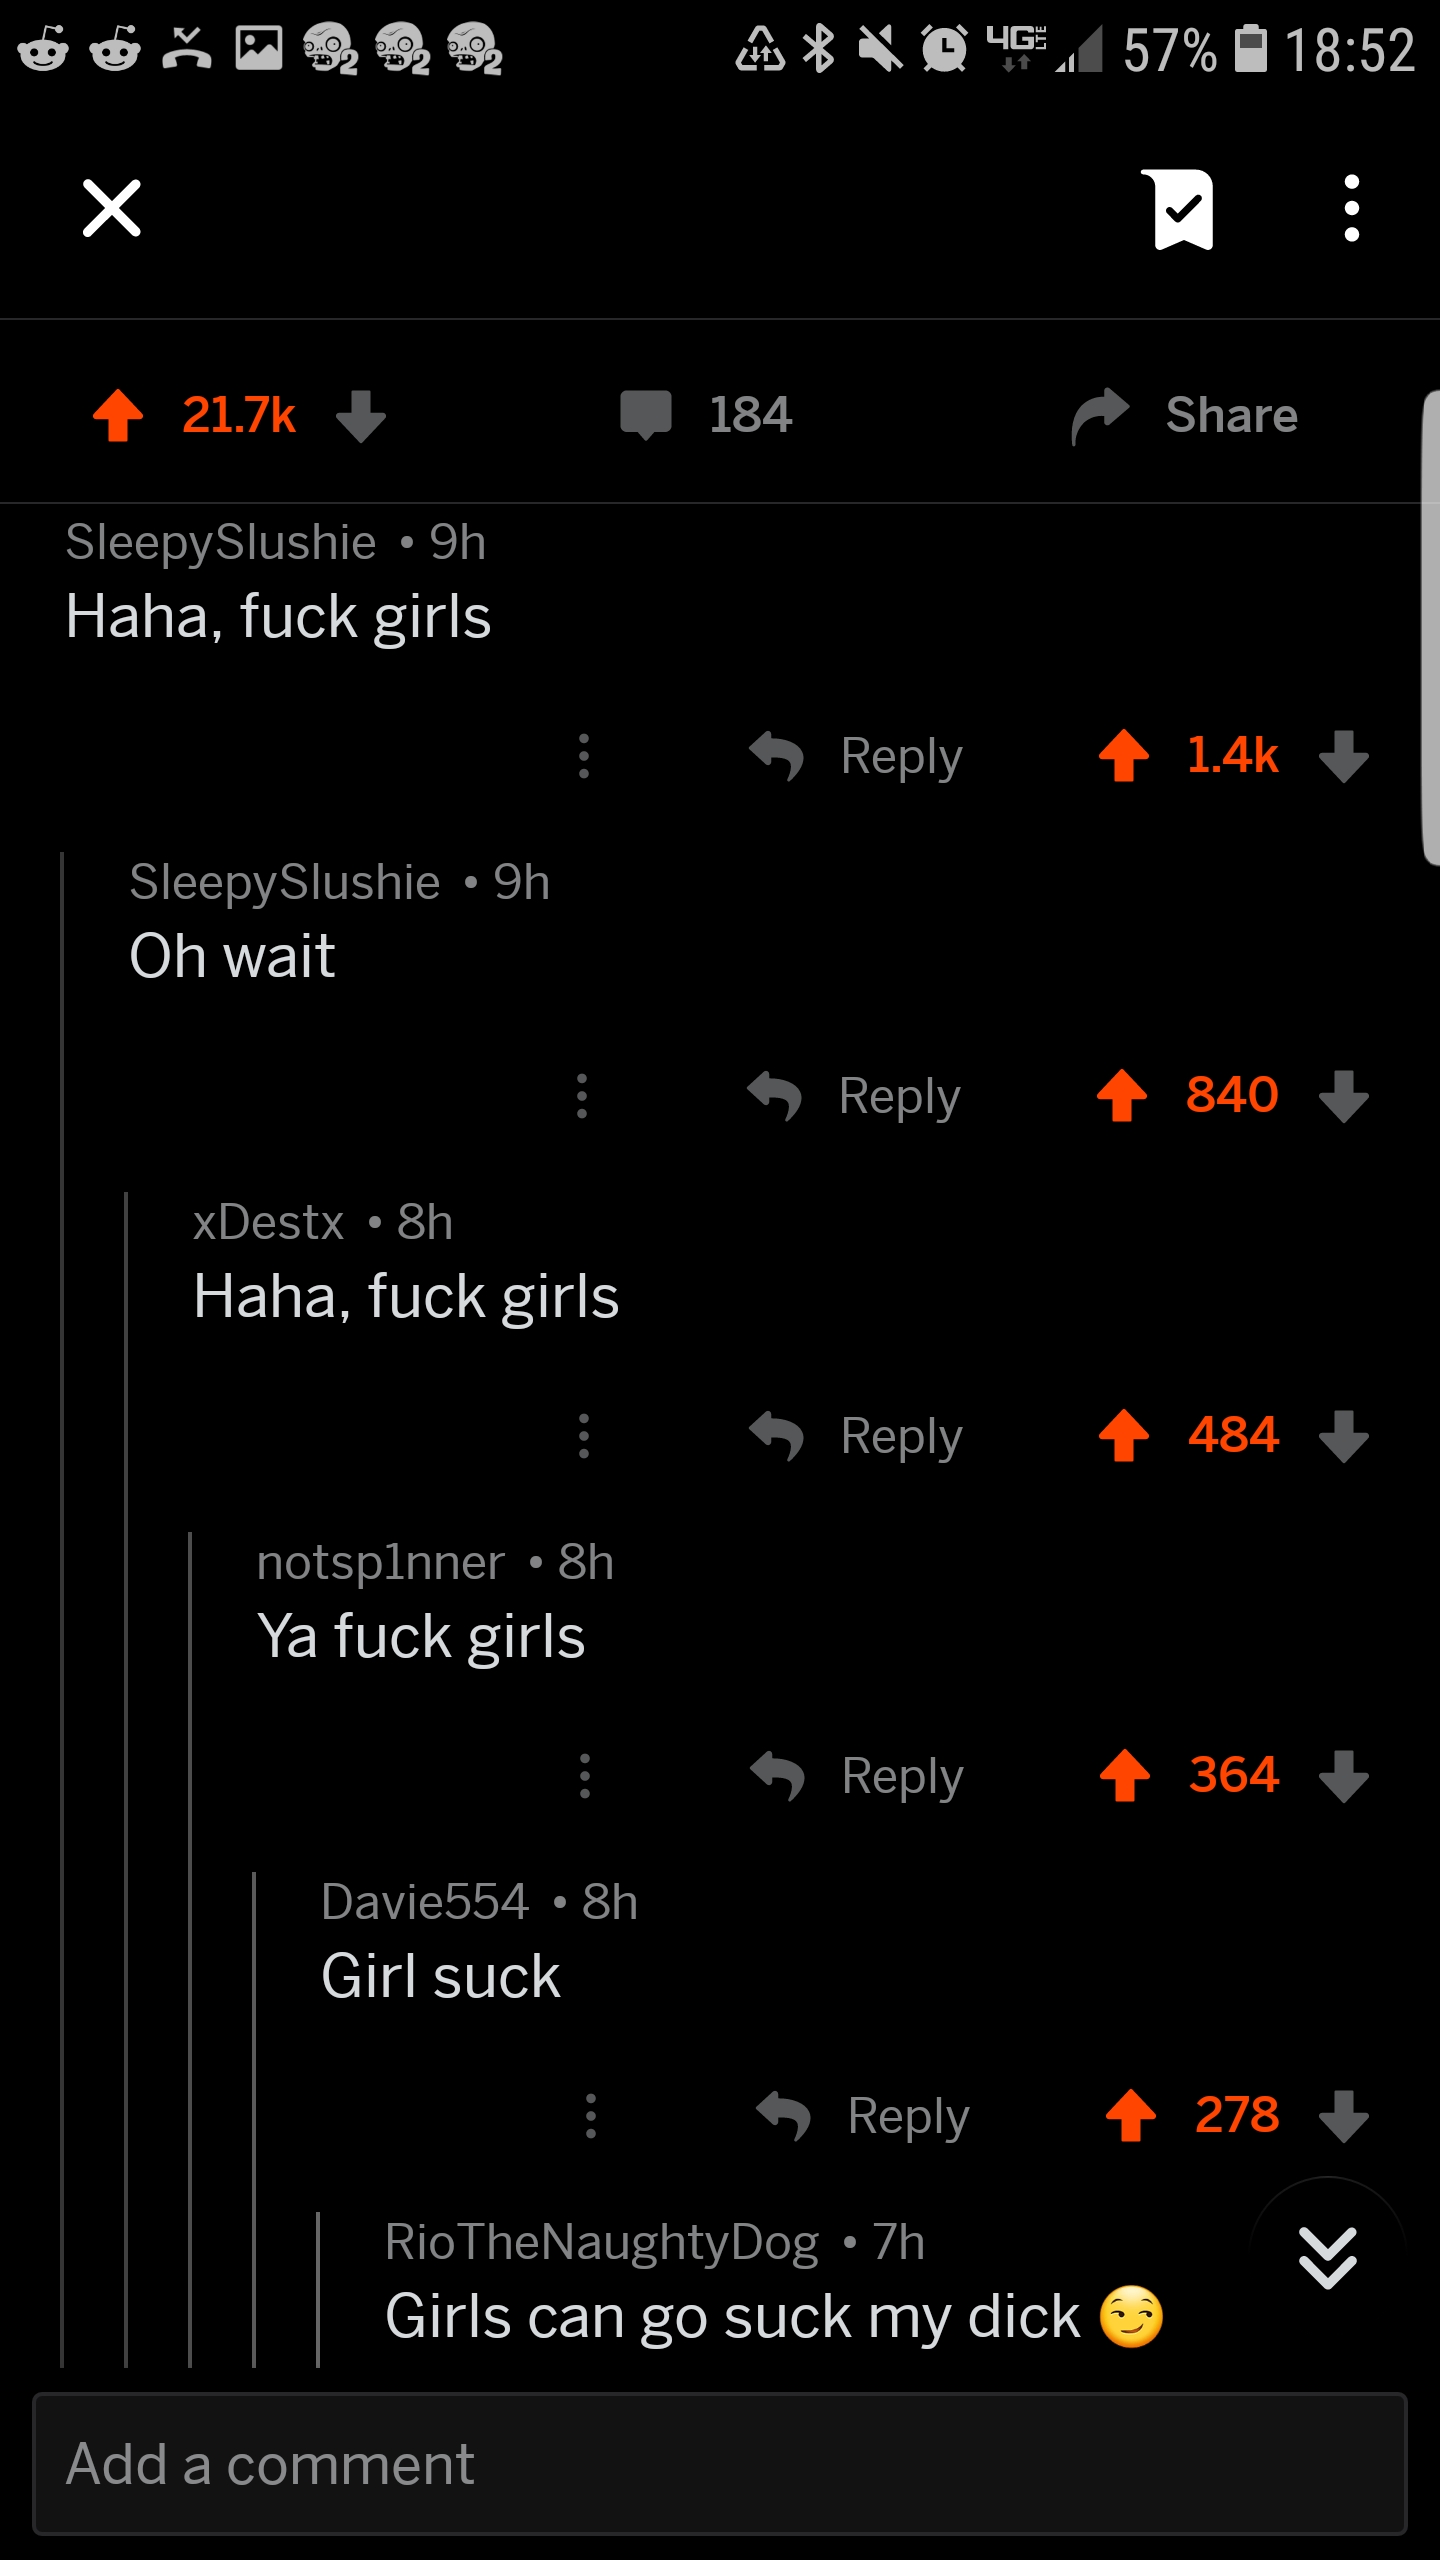 4G LTE 57% 18:52
21.7k 184 Share
SleepySlushie • 9h
Haha, fuck girls
Reply 1.4k
SleepySlushie • 9h
Oh wait
Reply 840
xDestx • 8h
Haha, fuck girls
Reply 484
notsp1nner • 8h
Ya fuck girls
Reply 364
Davie554 • 8h
Girl suck
Reply 278
RioTheNaughtyDog • 7h
Girls can go suck my dick 😏
Add a comment